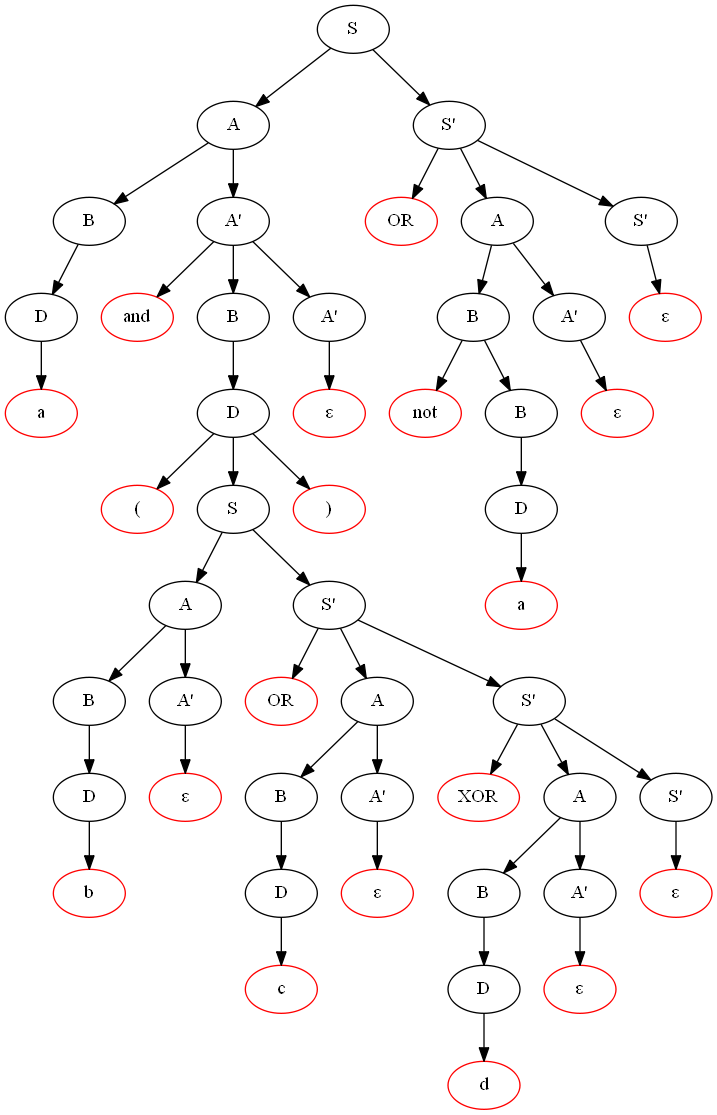 S
A S'
B A' OR A S'
D and B A' B A' ε
a D ε not B ε
( S ) D
A S' a
B A' OR A S'
D ε B A' XOR A S'
b D ε B A' ε
c D ε
d